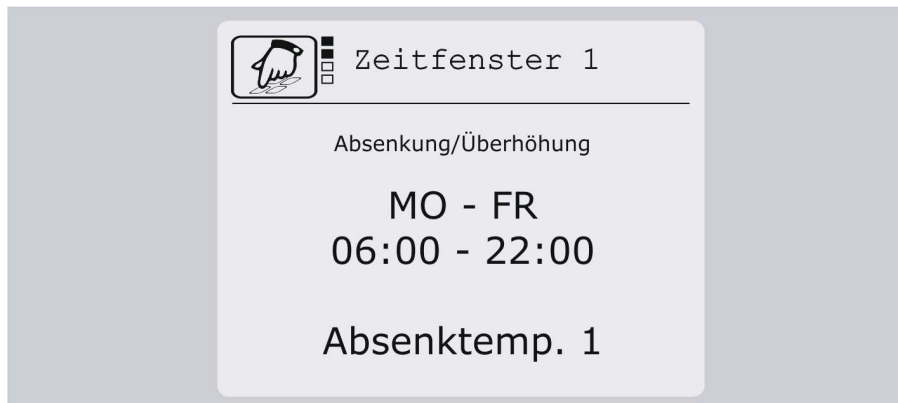 Zeitfenster 1
Absenkung/Überhöhung
MO - FR
06:00 - 22:00
Absenktemp. 1